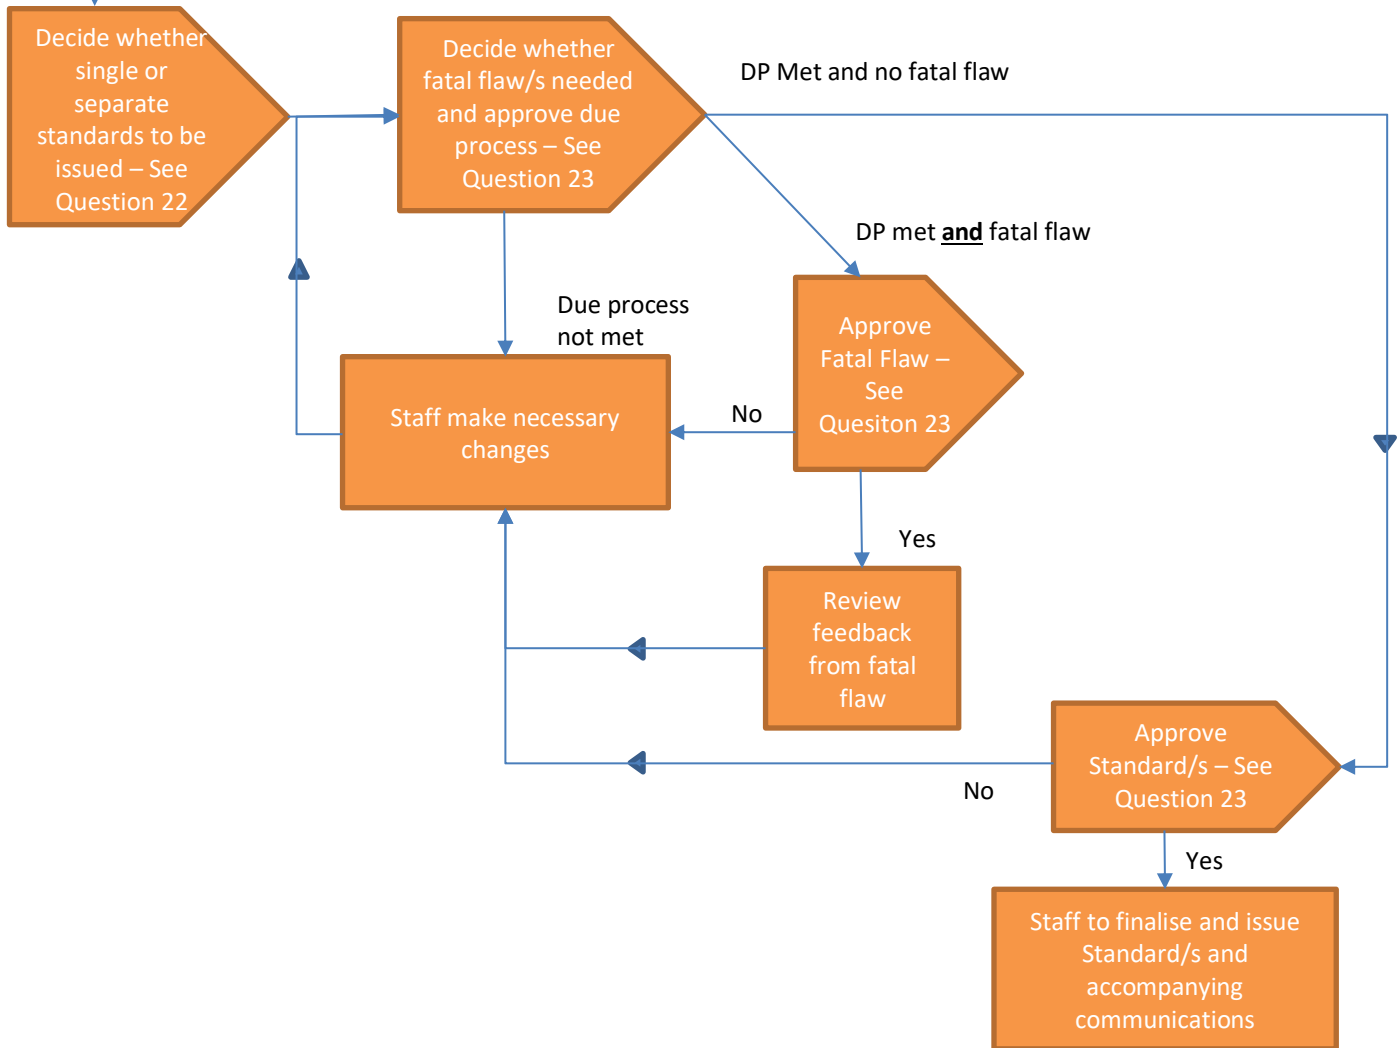 Decide whether
single or
separate
standards to be
issued – See
Question 22
Decide whether
fatal flaw/s needed
and approve due
process – See
Question 23
DP Met and no fatal flaw
DP met and fatal flaw
Due process
not met
Approve
Fatal Flaw –
See
Quesiton 23
Staff make necessary
changes
No
Yes
Review
feedback
from fatal
flaw
Approve
Standard/s – See
Question 23
No
Yes
Staff to finalise and issue
Standard/s and
accompanying
communications